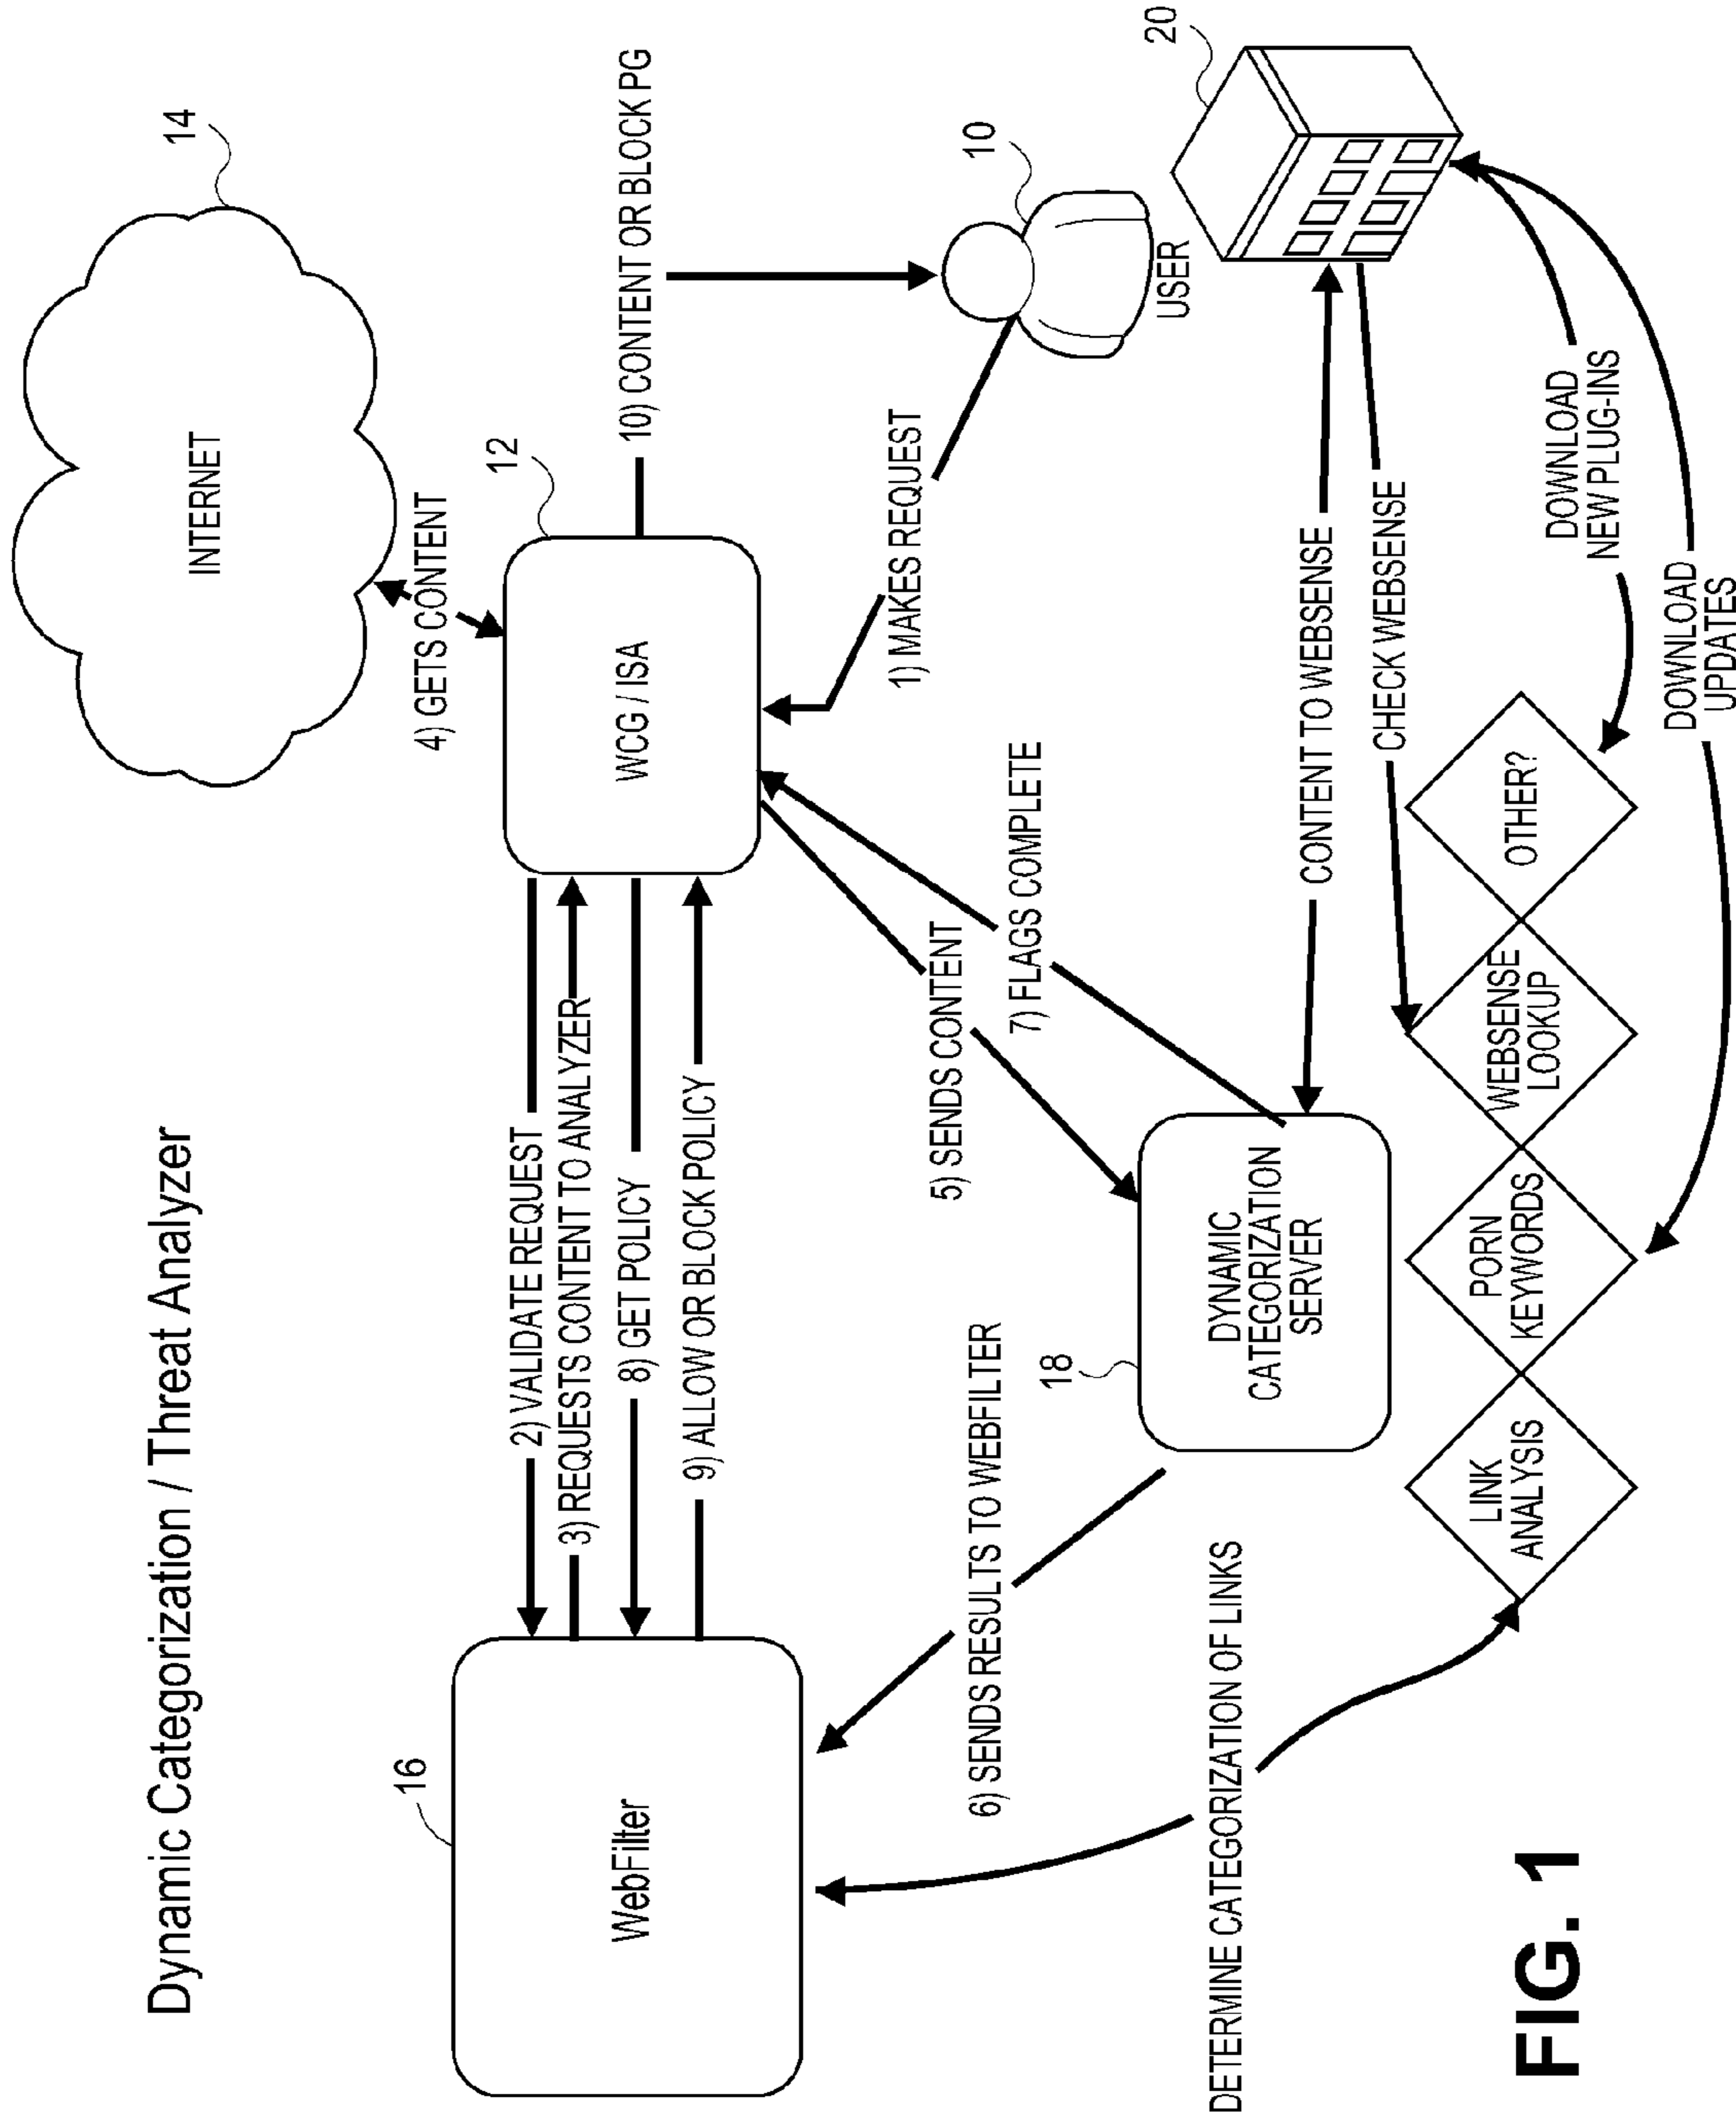 Dynamic Categorization / Threat Analyzer
14
INTERNET
4) GETS CONTENT
12
WCG / ISA
10) CONTENT OR BLOCK PG
16
WebFilter
2) VALIDATE REQUEST
3) REQUESTS CONTENT TO ANALYZER
8) GET POLICY
9) ALLOW OR BLOCK POLICY
1) MAKES REQUEST
10
USER
5) SENDS CONTENT
7) FLAGS COMPLETE
6) SENDS RESULTS TO WEBFILTER
18
DYNAMIC
CATEGORIZATION
SERVER
20
CONTENT TO WEBSENSE
CHECK WEBSENSE
DETERMINE CATEGORIZATION OF LINKS
LINK
ANALYSIS
PORN
KEYWORDS
WEBSENSE
LOOKUP
OTHER?
DOWNLOAD
NEW PLUG-INS
DOWNLOAD
UPDATES
FIG. 1